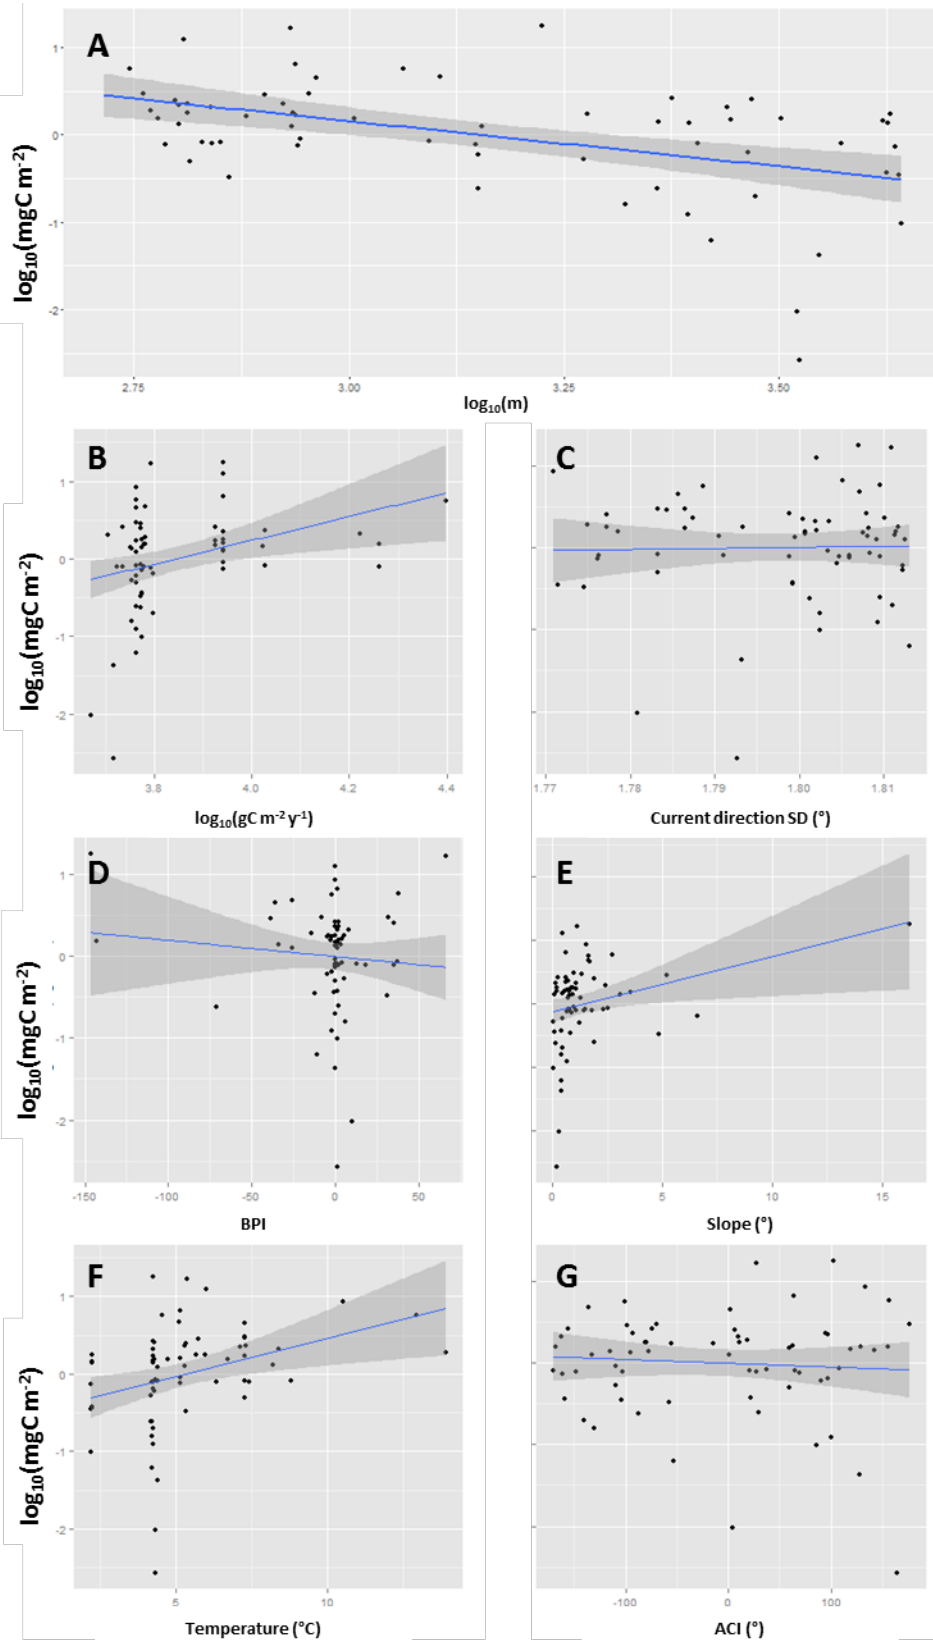 A
log₁₀(mgC m⁻²)
1
0
-1
-2
2.75 3.00 3.25 3.50
log₁₀(m)
B
log₁₀(mgC m⁻²)
1
0
-1
-2
3.8 4.0 4.2 4.4
log₁₀(gC m⁻² y⁻¹)
C
1.77 1.78 1.79 1.80 1.81
Current direction SD (°)
D
log₁₀(mgC m⁻²)
1
0
-1
-2
-150 -100 -50 0 50
BPI
E
0 5 10 15
Slope (°)
F
log₁₀(mgC m⁻²)
1
0
-1
-2
5 10
Temperature (°C)
G
-100 0 100
ACI (°)